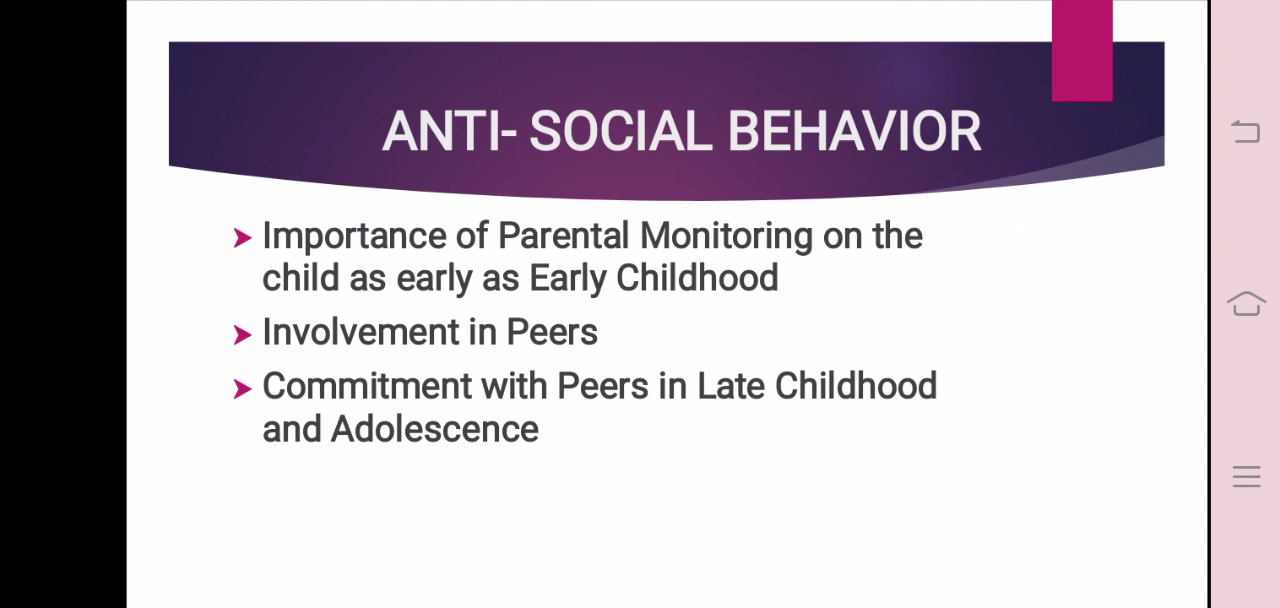 ANTI- SOCIAL BEHAVIOR
Importance of Parental Monitoring on the
child as early as Early Childhood
Involvement in Peers
Commitment with Peers in Late Childhood
and Adolescence